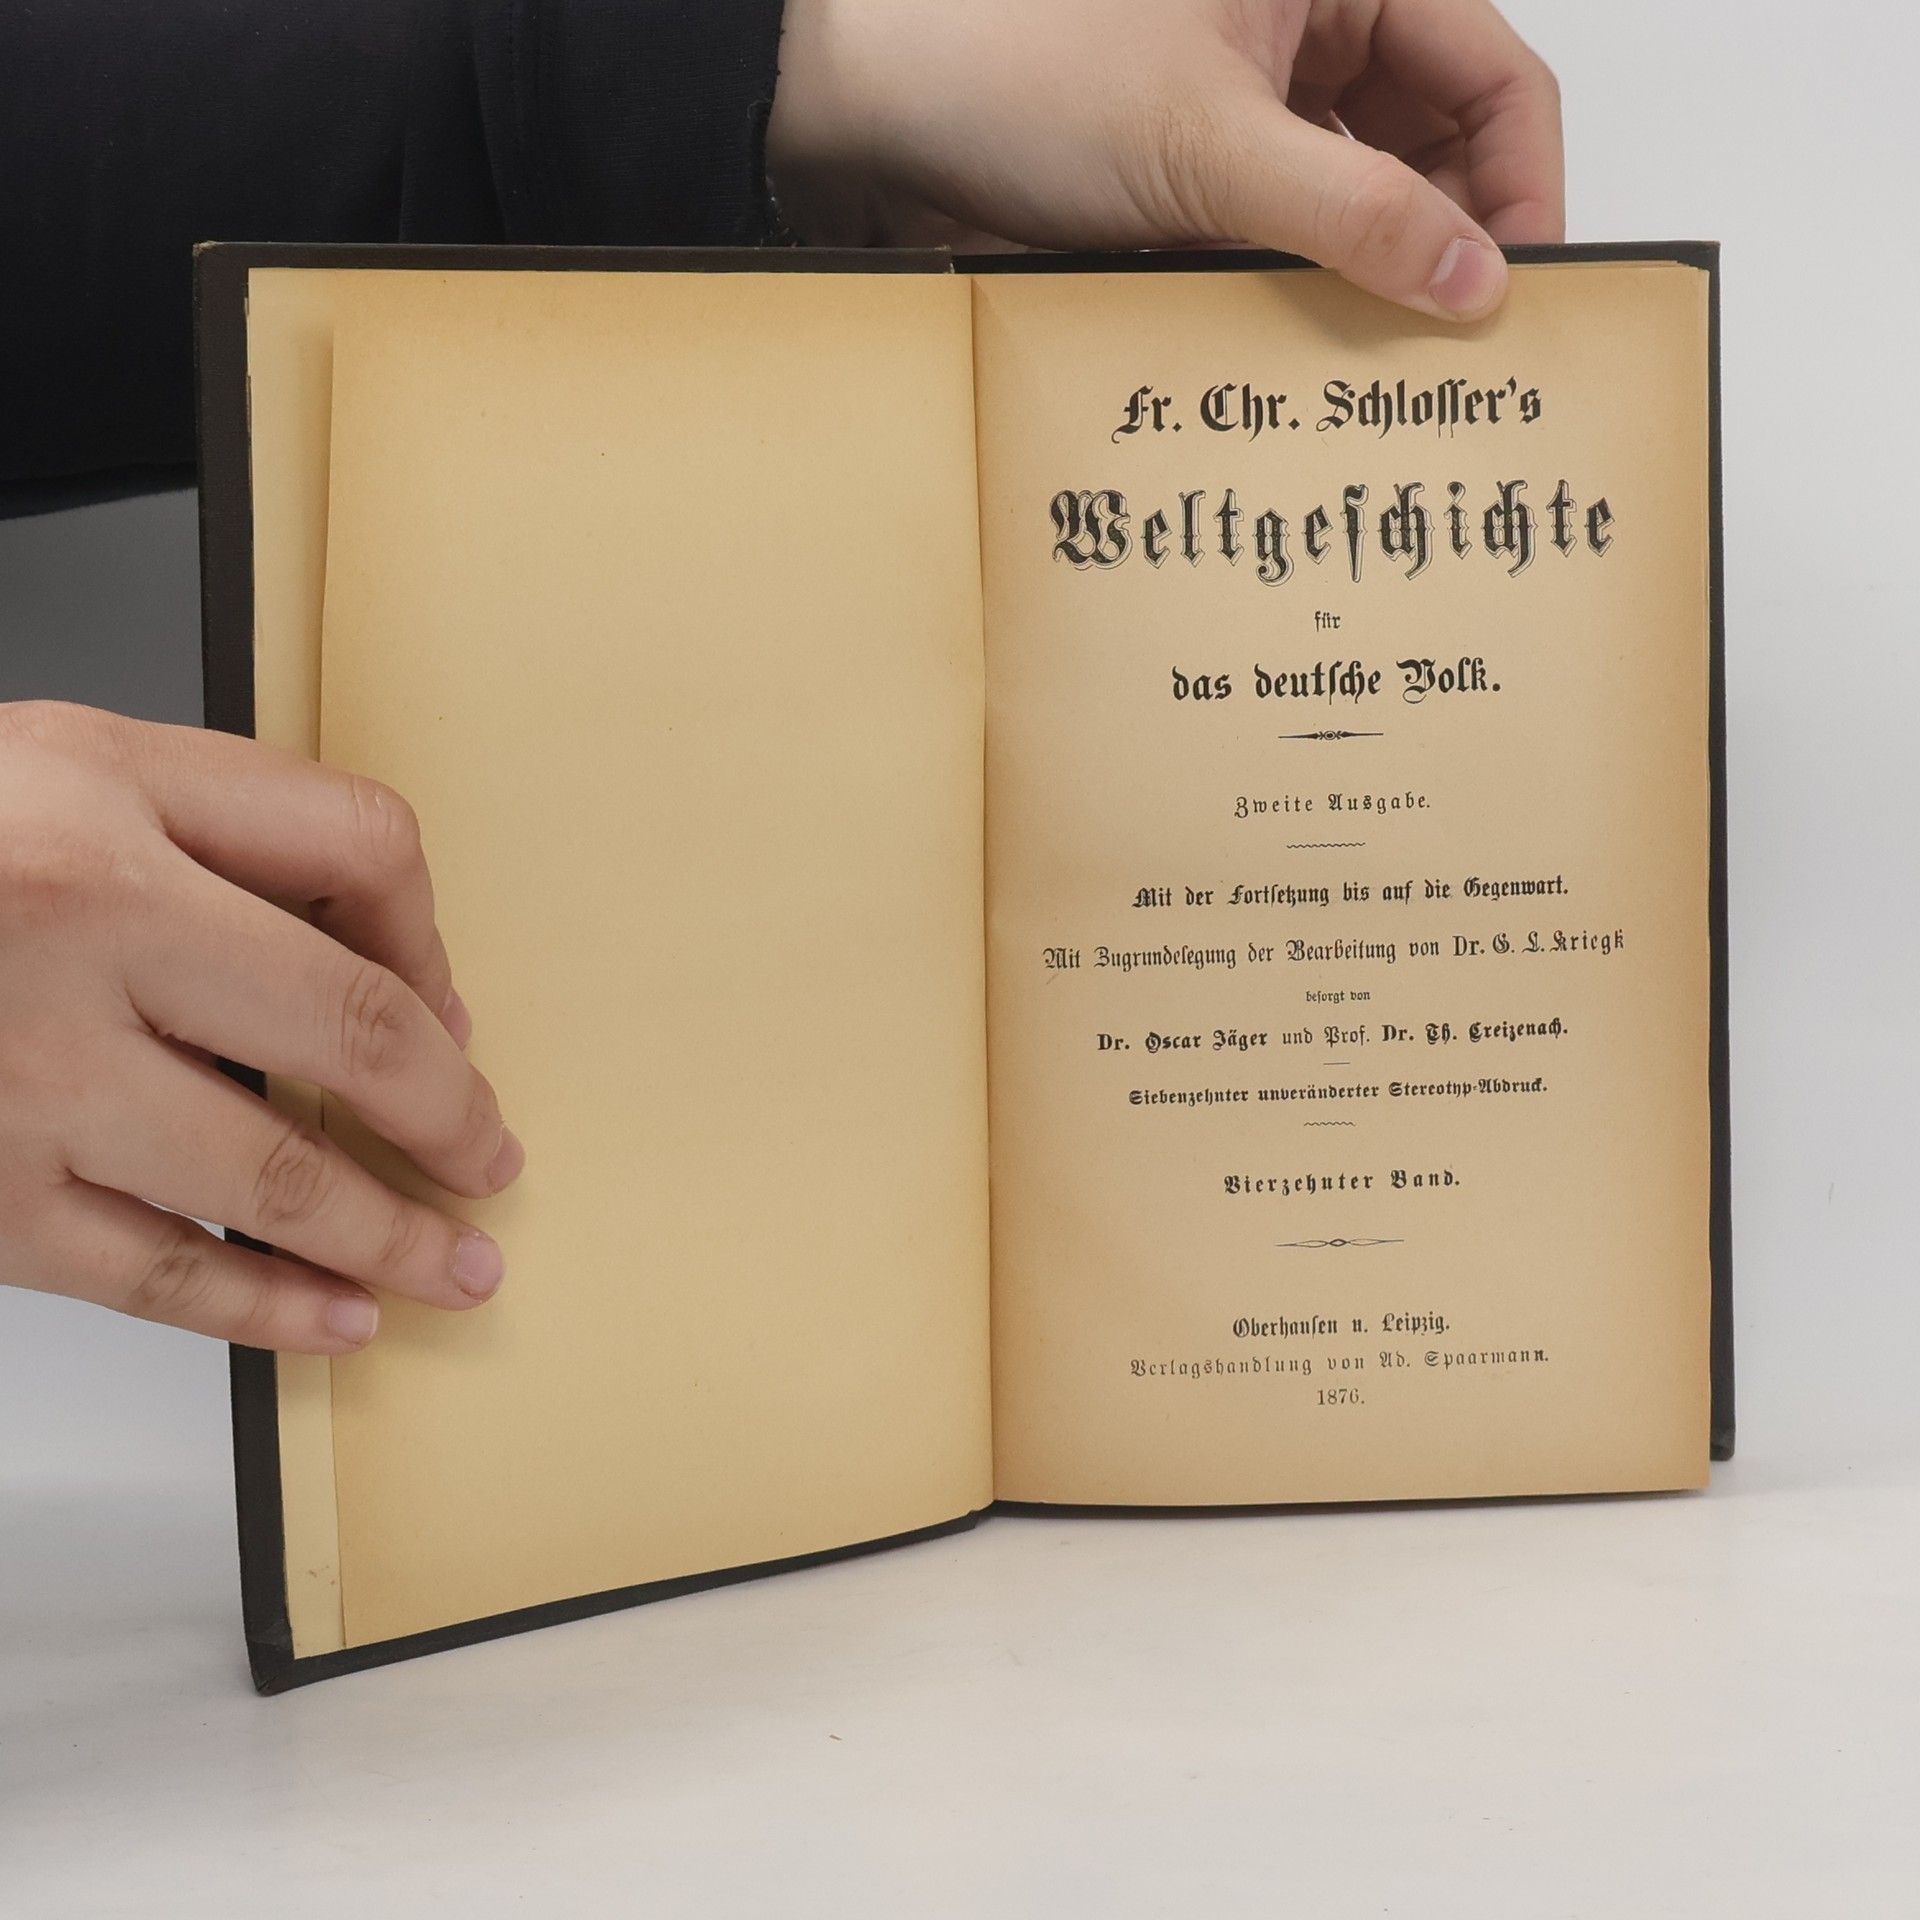 Fr. Chr. Schloſſer's
Weltgeſchichte
für
das deutſche Volk.
Zweite Ausgabe.
Mit der Fortſetzung bis auf die Gegenwart.
Mit Zugrundelegung der Bearbeitung von Dr. G. L. Kriegk
beſorgt von
Dr. Oscar Jäger und Prof. Dr. Th. Creizenach.
Siebenzehnter unveränderter Stereotyp-Abdruck.
Vierzehnter Band.
Oberhauſen u. Leipzig.
Verlagshandlung von Ad. Spaarmann.
1876.